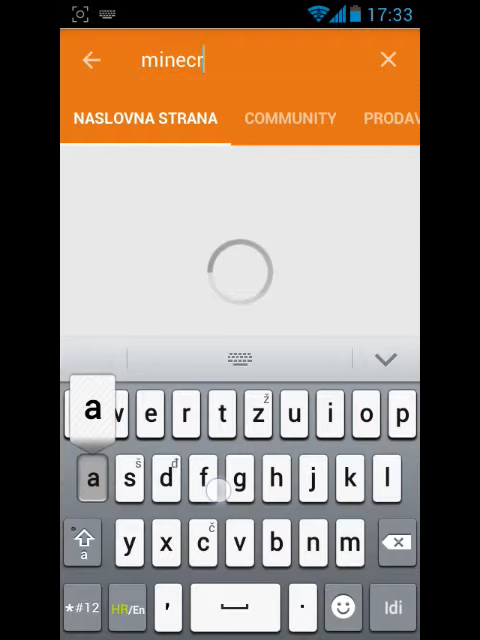 17:33
minecr
NASLOVNA STRANA COMMUNITY PRODAV
a
w e r t z ž u i o p
a s š d đ f g h j k l
a y x c č v b n m
*#12 HR/En ' . Idi